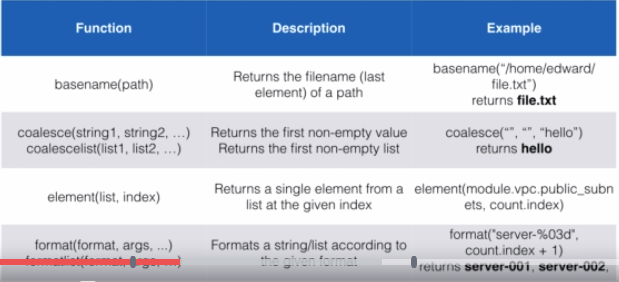 Function Description Example
basename(path)
Returns the filename (last
element) of a path
basename(“/home/edward/
file.txt”)
returns file.txt
coalesce(string1, string2, …)
coalescelist(list1, list2, …)
Returns the first non-empty value
Returns the first non-empty list
coalesce(“”, “”, “hello”)
returns hello
element(list, index)
Returns a single element from a
list at the given index
element(module.vpc.public_subn
ets, count.index)
format(format, args, ...)
formatlist(format, args, ...)
Formats a string/list according to
the given format
format("server-%03d",
count.index + 1)
returns server-001, server-002,